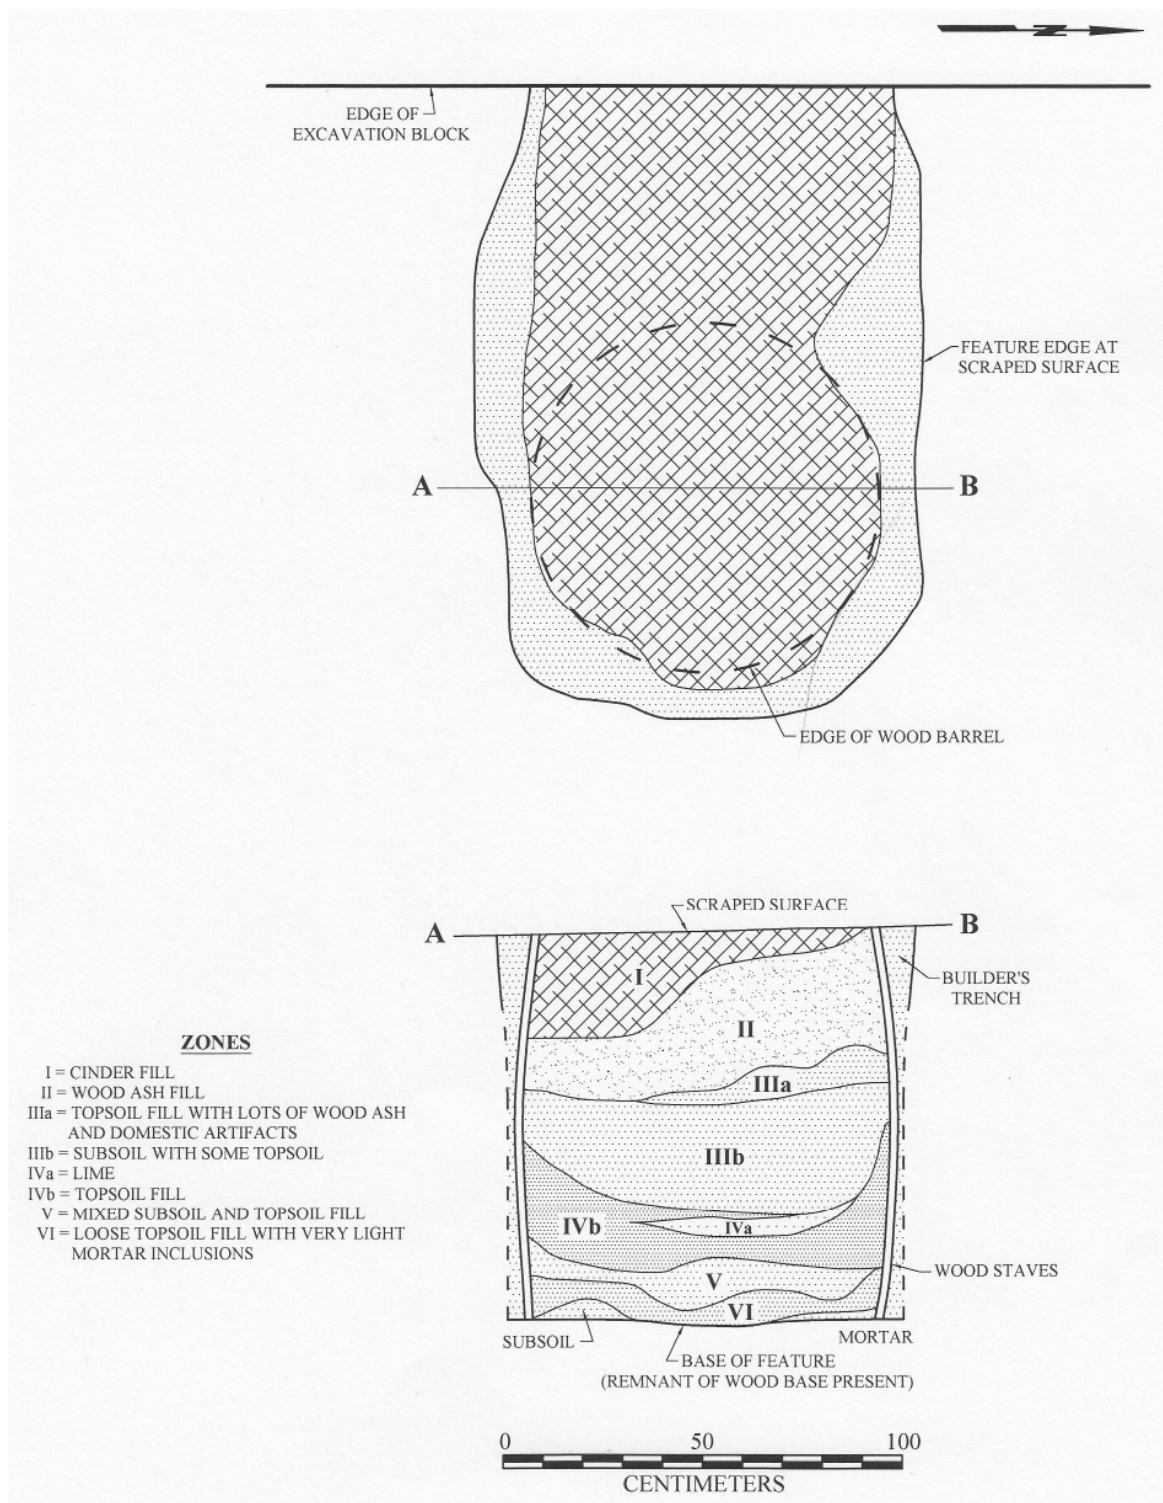 N
EDGE OF
EXCAVATION BLOCK
FEATURE EDGE AT
SCRAPED SURFACE
A
B
EDGE OF WOOD BARREL
SCRAPED SURFACE
A
B
I
BUILDER'S
TRENCH
II
ZONES
I = CINDER FILL
II = WOOD ASH FILL
IIIa = TOPSOIL FILL WITH LOTS OF WOOD ASH
AND DOMESTIC ARTIFACTS
IIIb = SUBSOIL WITH SOME TOPSOIL
IVa = LIME
IVb = TOPSOIL FILL
V = MIXED SUBSOIL AND TOPSOIL FILL
VI = LOOSE TOPSOIL FILL WITH VERY LIGHT
MORTAR INCLUSIONS
IIIa
IIIb
IVb
IVa
V
WOOD STAVES
VI
SUBSOIL
MORTAR
BASE OF FEATURE
(REMNANT OF WOOD BASE PRESENT)
0 50 100
CENTIMETERS